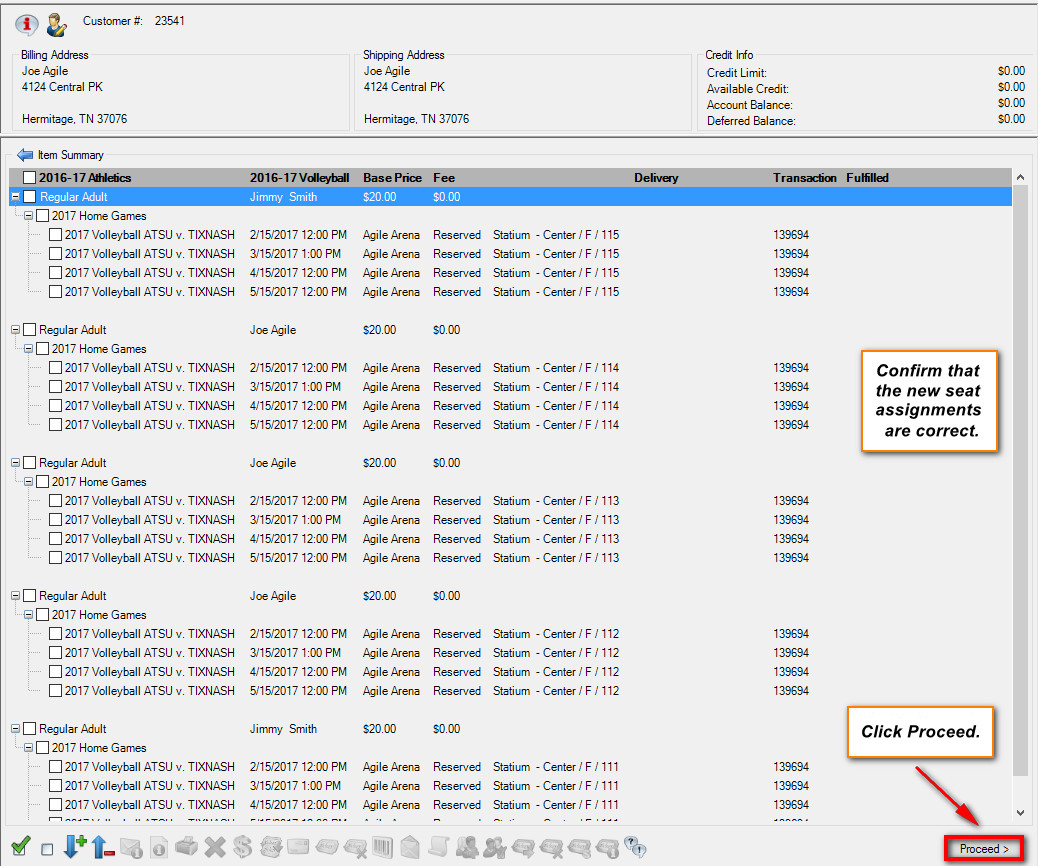 Customer #: 23541
Billing Address
Joe Agile
4124 Central PK
Hermitage, TN 37076
Shipping Address
Joe Agile
4124 Central PK
Hermitage, TN 37076
Credit Info
Credit Limit: $0.00
Available Credit: $0.00
Account Balance: $0.00
Deferred Balance: $0.00
Item Summary
2016-17 Athletics 2016-17 Volleyball Base Price Fee Delivery Transaction Fulfilled
Regular Adult Jimmy Smith $20.00 $0.00
2017 Home Games
2017 Volleyball ATSU v. TIXNASH 2/15/2017 12:00 PM Agile Arena Reserved Statium - Center / F / 115 139694
2017 Volleyball ATSU v. TIXNASH 3/15/2017 1:00 PM Agile Arena Reserved Statium - Center / F / 115 139694
2017 Volleyball ATSU v. TIXNASH 4/15/2017 12:00 PM Agile Arena Reserved Statium - Center / F / 115 139694
2017 Volleyball ATSU v. TIXNASH 5/15/2017 12:00 PM Agile Arena Reserved Statium - Center / F / 115 139694
Regular Adult Joe Agile $20.00 $0.00
2017 Home Games
2017 Volleyball ATSU v. TIXNASH 2/15/2017 12:00 PM Agile Arena Reserved Statium - Center / F / 114 139694
2017 Volleyball ATSU v. TIXNASH 3/15/2017 1:00 PM Agile Arena Reserved Statium - Center / F / 114 139694
2017 Volleyball ATSU v. TIXNASH 4/15/2017 12:00 PM Agile Arena Reserved Statium - Center / F / 114 139694
2017 Volleyball ATSU v. TIXNASH 5/15/2017 12:00 PM Agile Arena Reserved Statium - Center / F / 114 139694
Confirm that
the new seat
assignments
are correct.
Regular Adult Joe Agile $20.00 $0.00
2017 Home Games
2017 Volleyball ATSU v. TIXNASH 2/15/2017 12:00 PM Agile Arena Reserved Statium - Center / F / 113 139694
2017 Volleyball ATSU v. TIXNASH 3/15/2017 1:00 PM Agile Arena Reserved Statium - Center / F / 113 139694
2017 Volleyball ATSU v. TIXNASH 4/15/2017 12:00 PM Agile Arena Reserved Statium - Center / F / 113 139694
2017 Volleyball ATSU v. TIXNASH 5/15/2017 12:00 PM Agile Arena Reserved Statium - Center / F / 113 139694
Regular Adult Joe Agile $20.00 $0.00
2017 Home Games
2017 Volleyball ATSU v. TIXNASH 2/15/2017 12:00 PM Agile Arena Reserved Statium - Center / F / 112 139694
2017 Volleyball ATSU v. TIXNASH 3/15/2017 1:00 PM Agile Arena Reserved Statium - Center / F / 112 139694
2017 Volleyball ATSU v. TIXNASH 4/15/2017 12:00 PM Agile Arena Reserved Statium - Center / F / 112 139694
2017 Volleyball ATSU v. TIXNASH 5/15/2017 12:00 PM Agile Arena Reserved Statium - Center / F / 112 139694
Regular Adult Jimmy Smith $20.00 $0.00
2017 Home Games
2017 Volleyball ATSU v. TIXNASH 2/15/2017 12:00 PM Agile Arena Reserved Statium - Center / F / 111 139694
2017 Volleyball ATSU v. TIXNASH 3/15/2017 1:00 PM Agile Arena Reserved Statium - Center / F / 111 139694
2017 Volleyball ATSU v. TIXNASH 4/15/2017 12:00 PM Agile Arena Reserved Statium - Center / F / 111 139694
Click Proceed.
Proceed >